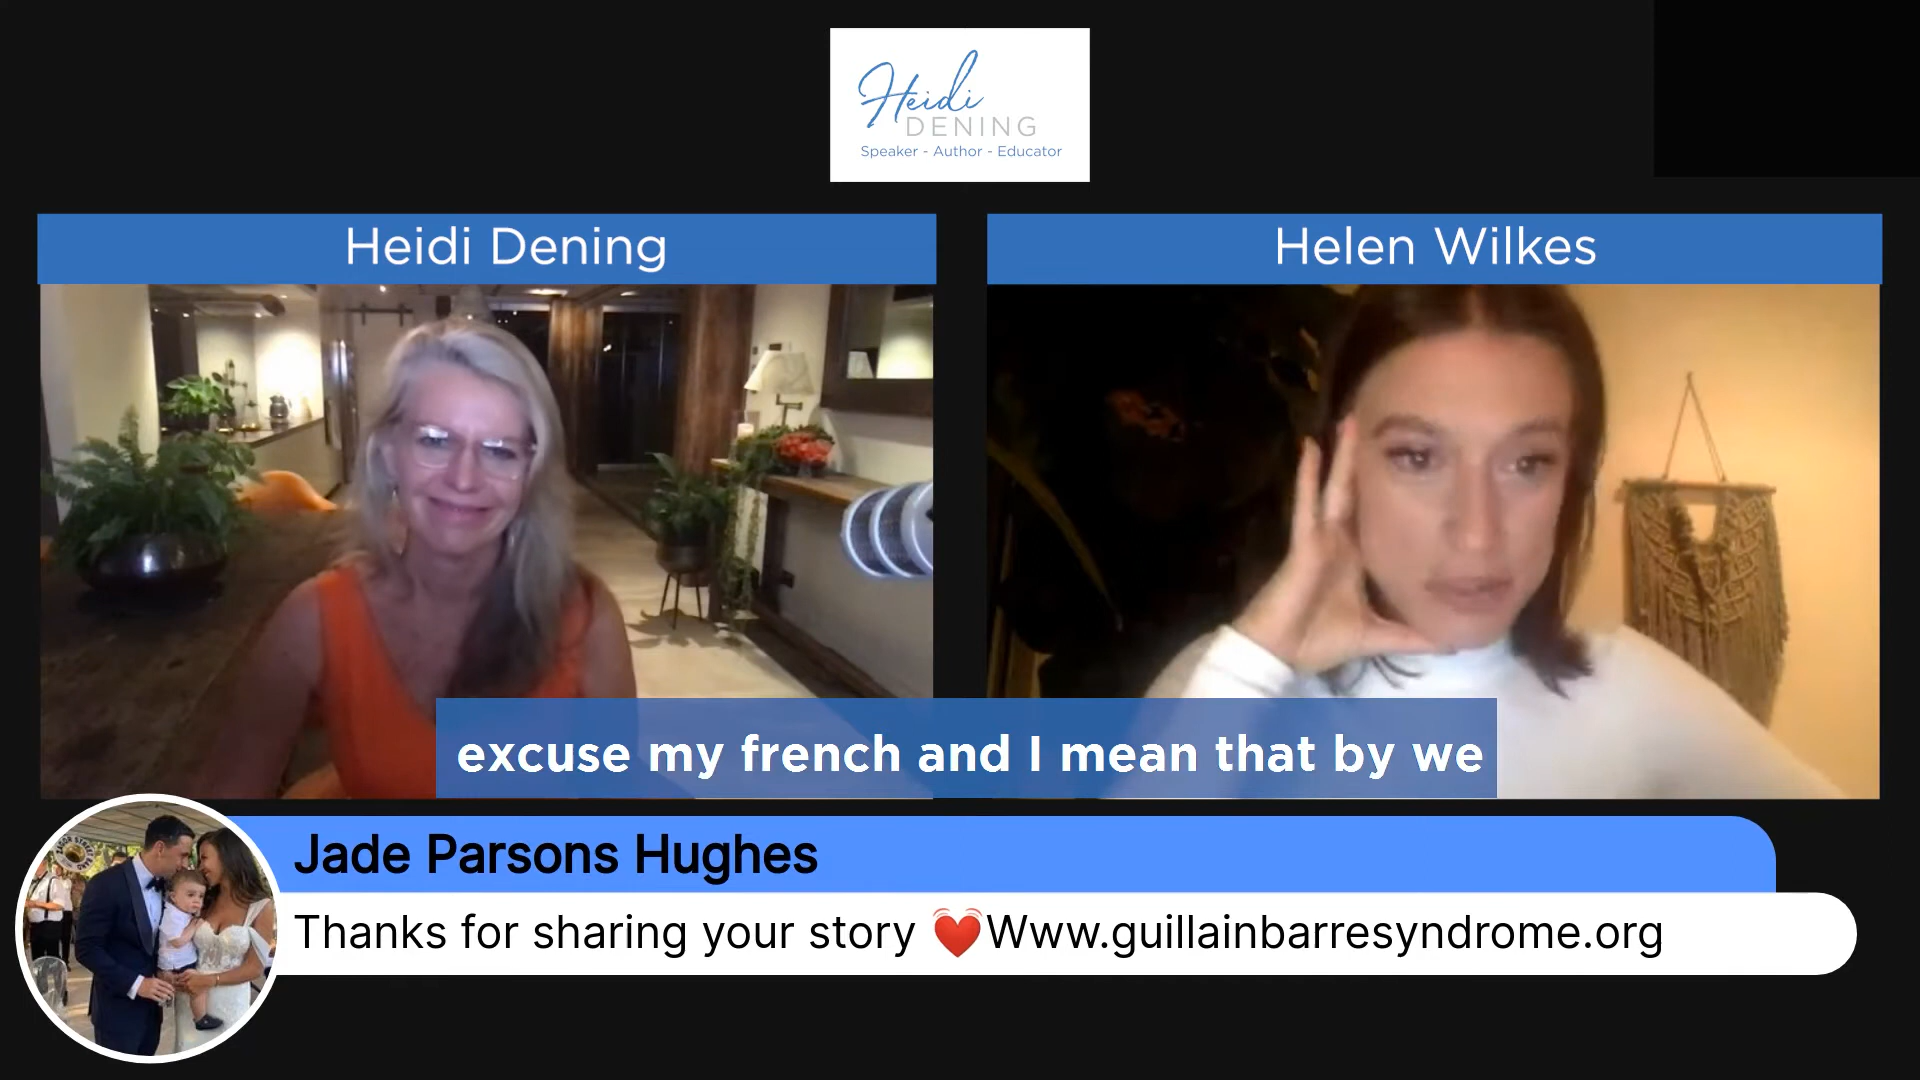 Heidi
DENING
Speaker - Author - Educator
Heidi Dening
Helen Wilkes
excuse my french and I mean that by we
Jade Parsons Hughes
Thanks for sharing your story ❤️Www.guillainbarresyndrome.org